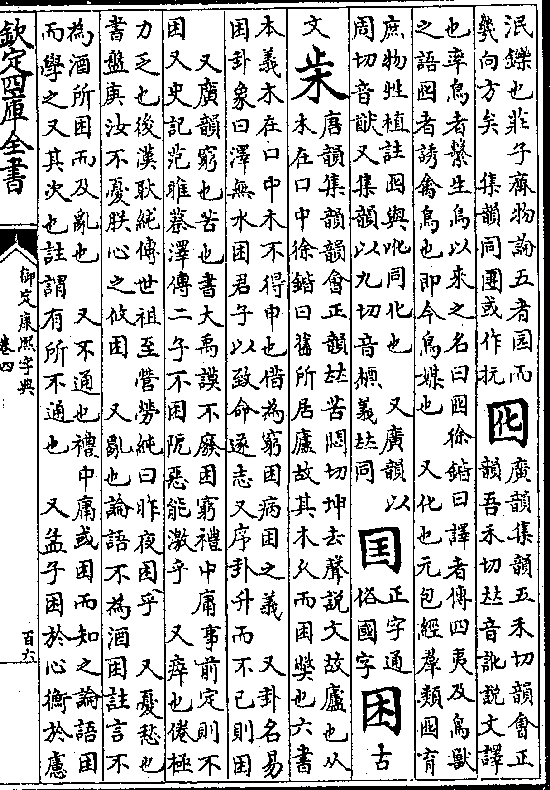 泯鑠也莊子齊物論五者园而
幾向方矣　集韻同團或作抏
囮
廣韻集韻五禾切韻會正
韻吾禾切𠀤音訛說文譯
也率鳥者繫生鳥以來之名曰囮徐鍇曰譯者傳四夷及鳥獸
之語囮者誘禽鳥也即今鳥媒也　又化也元包經羣類囮育
庶物牲植註囮與吪同化也　又廣韻以
周切音猷又集韻以九切音槱義𠀤同
囯
正字通
俗國字
困
古
文
𣏔
唐韻集韻韻會正韻𠀤苦悶切坤去聲說文故廬也从
木在口中徐鍇曰舊所居廬故其木久而困獘也六書
本義木在口中木不得申也借為窮困病困之義　又卦名易
困卦象曰澤無水困君子以致命遂志又序卦升而不已則困
又廣韻窮也苦也書大禹謨不廢困窮禮中庸事前定則不
困又史記范雎蔡澤傳二子不困阨惡能激乎　又瘁也倦極
力乏也後漢耿純傳世祖至營勞純曰昨夜困乎　又憂愁也
書盤庚汝不憂朕心之攸困　又亂也論語不為酒困註言不
為酒所困而及亂也　又不通也禮中庸或困而知之論語困
而學之又其次也註謂有所不通也　又孟子困於心衡於慮
欽定四庫全書
御定康熙字典
卷四
百六